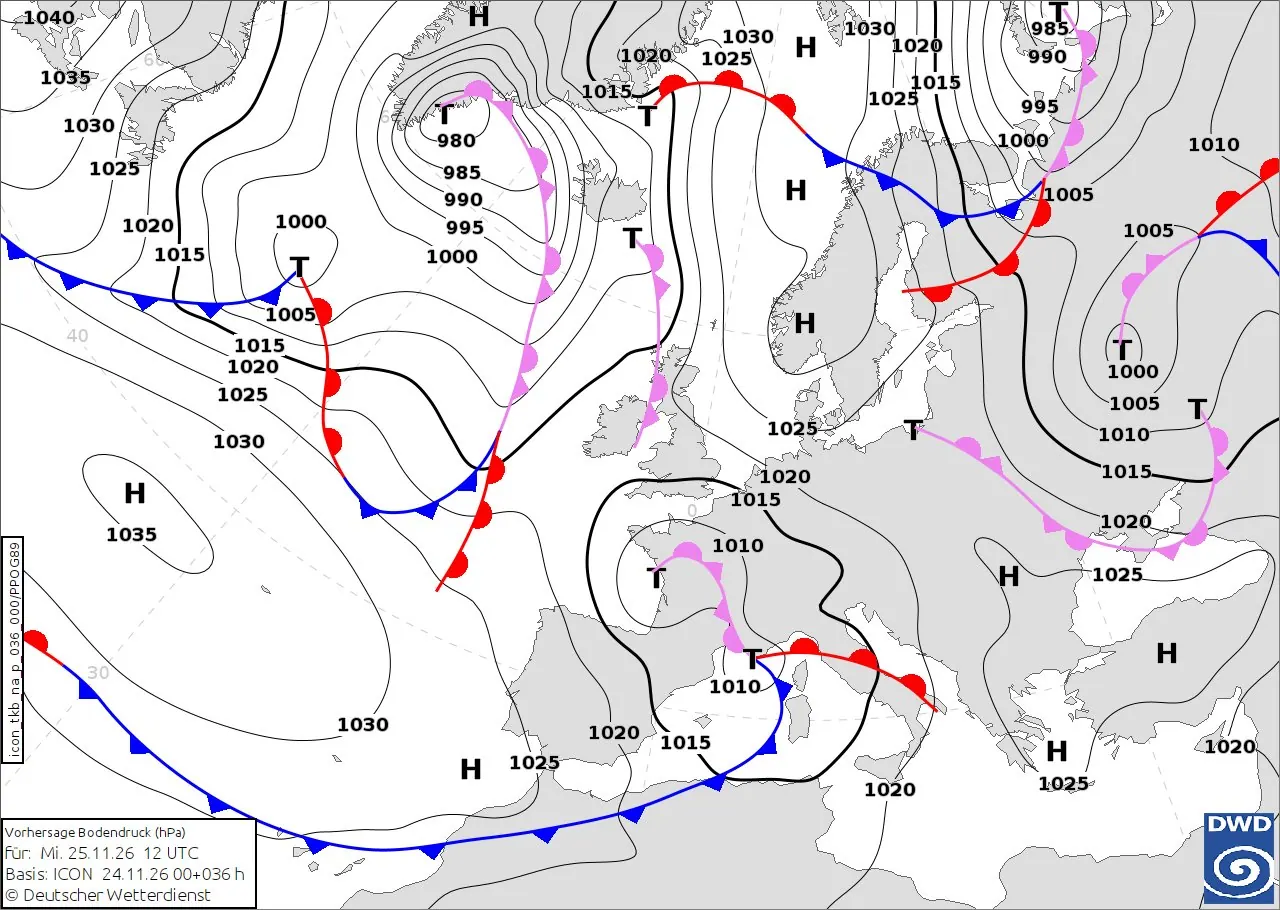 1040
H
T
985
1030
1030
1020
H
1020
1025
990
1035
60
1015
1015
1025
995
T
T
980
1030
1000
1010
1025
985
H
1005
990
1020
1000
995
1005
1015
T
1000
T
1005
H
40
1015
T
1000
1020
1025
1005
T
1025
T
1010
1030
1015
1020
H
1015
1035
0
1020
1010
T
H
1025
T
H
30
1010
1030
1020
1015
H
1020
H
1025
1025
1020
icon_tkb_na_p_036_000/PPOG89
Vorhersage Bodendruck (hPa)
für: Mi. 25.11.26 12 UTC
Basis: ICON 24.11.26 00+036 h
© Deutscher Wetterdienst
DWD